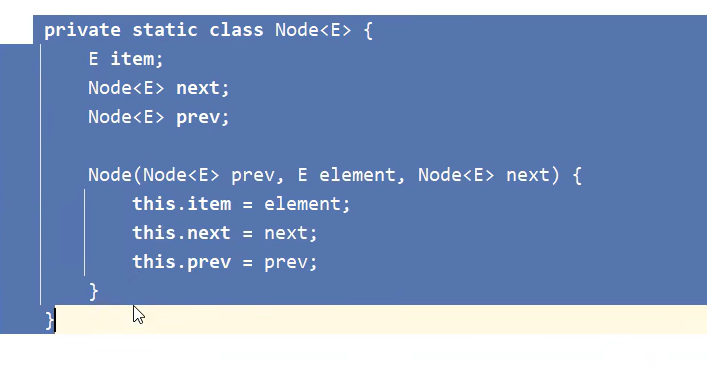 private static class Node<E> {
    E item;
    Node<E> next;
    Node<E> prev;

    Node(Node<E> prev, E element, Node<E> next) {
        this.item = element;
        this.next = next;
        this.prev = prev;
    }
}